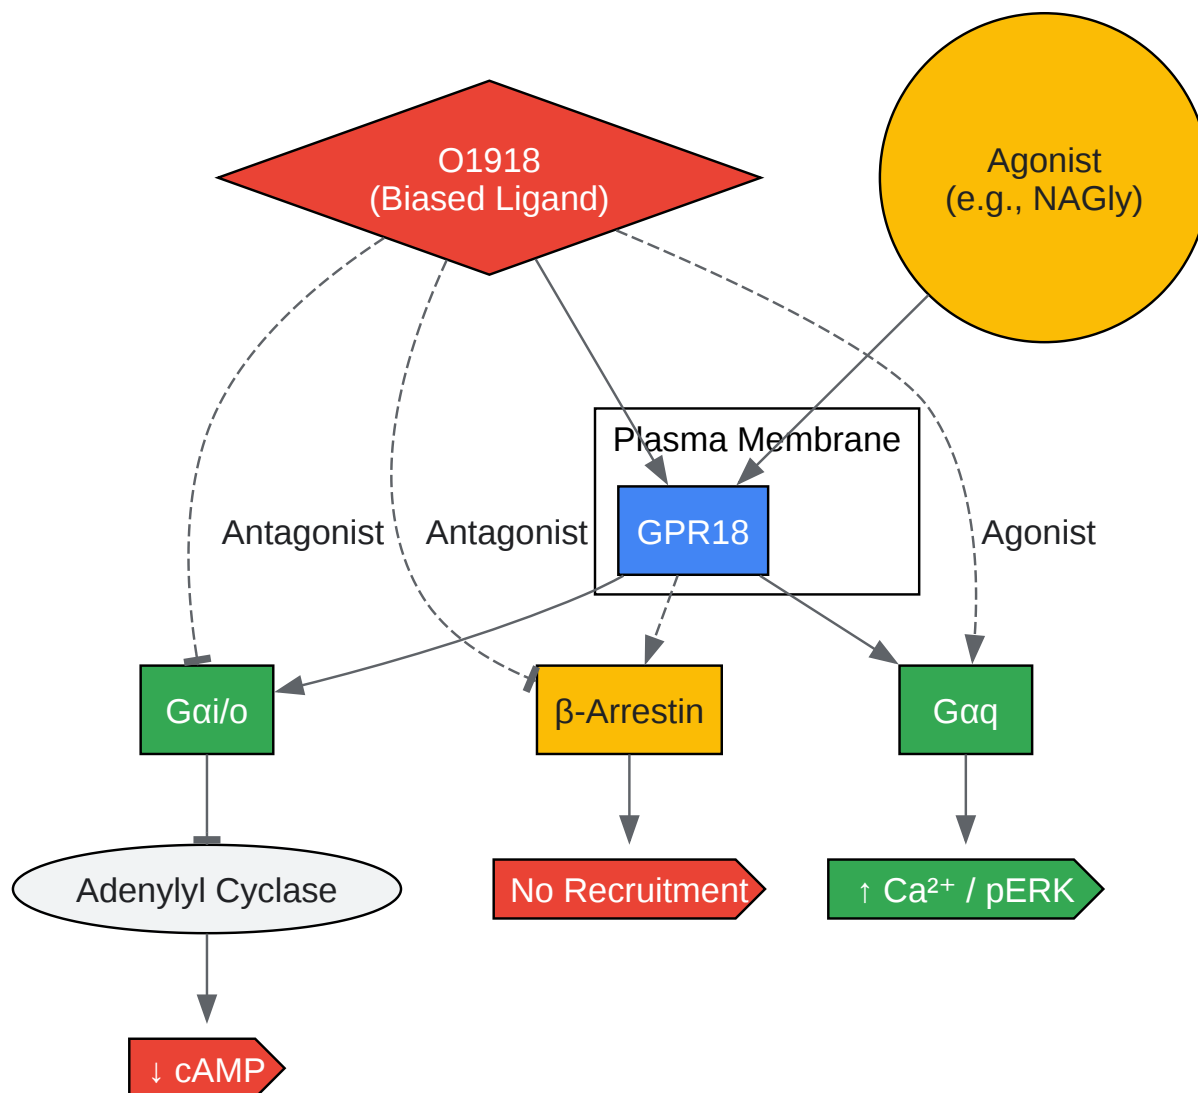 O1918
(Biased Ligand)
Agonist
(e.g., NAGly)
Plasma Membrane
GPR18
Antagonist
Antagonist
Agonist
Gαi/o
β-Arrestin
Gαq
Adenylyl Cyclase
No Recruitment
↑ Ca²⁺ / pERK
↓ cAMP